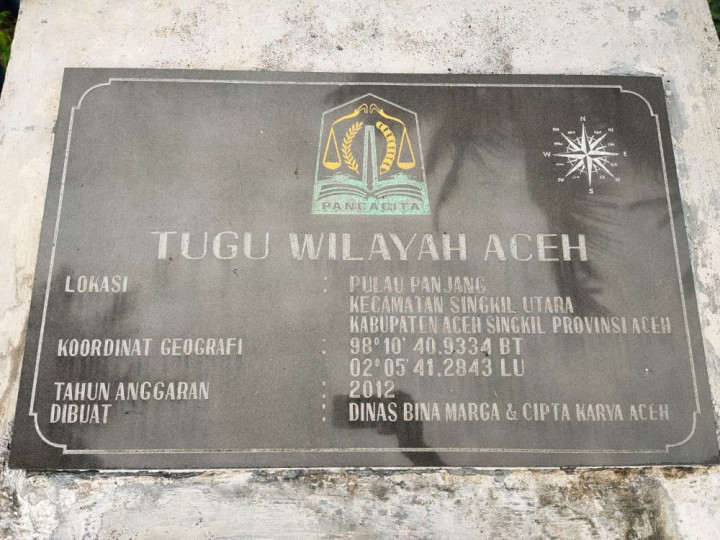 PANCACITA
N
W E
S
TUGU WILAYAH ACEH
LOKASI : PULAU PANJANG
KECAMATAN SINGKIL UTARA
KABUPATEN ACEH SINGKIL PROVINSI ACEH
KOORDINAT GEOGRAFI : 98° 10' 40.9334 BT
02° 05' 41.2843 LU
TAHUN ANGGARAN : 2012
DIBUAT : DINAS BINA MARGA & CIPTA KARYA ACEH